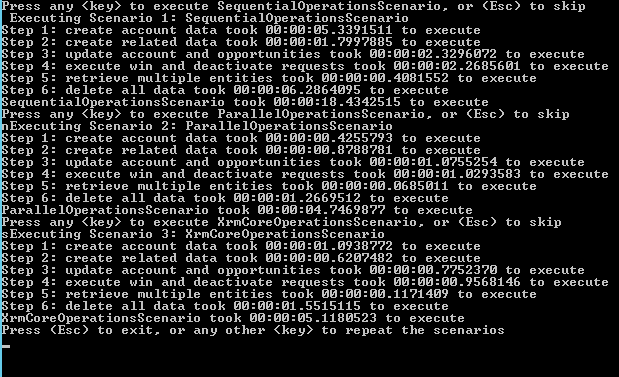 Press any <key> to execute SequentialOperationsScenario, or (Esc) to skip
 Executing Scenario 1: SequentialOperationsScenario
Step 1: create account data took 00:00:05.3391511 to execute
Step 2: create related data took 00:00:01.7997885 to execute
Step 3: update account and opportunities took 00:00:02.3296072 to execute
Step 4: execute win and deactivate requests took 00:00:02.2685601 to execute
Step 5: retrieve multiple entities took 00:00:00.4081552 to execute
Step 6: delete all data took 00:00:06.2864095 to execute
SequentialOperationsScenario took 00:00:18.4342515 to execute
Press any <key> to execute ParallelOperationsScenario, or (Esc) to skip
nExecuting Scenario 2: ParallelOperationsScenario
Step 1: create account data took 00:00:00.4255793 to execute
Step 2: create related data took 00:00:00.8788781 to execute
Step 3: update account and opportunities took 00:00:01.0755254 to execute
Step 4: execute win and deactivate requests took 00:00:01.0293583 to execute
Step 5: retrieve multiple entities took 00:00:00.0685011 to execute
Step 6: delete all data took 00:00:01.2669512 to execute
ParallelOperationsScenario took 00:00:04.7469877 to execute
Press any <key> to execute XrmCoreOperationsScenario, or (Esc) to skip
sExecuting Scenario 3: XrmCoreOperationsScenario
Step 1: create account data took 00:00:01.0938772 to execute
Step 2: create related data took 00:00:00.6207482 to execute
Step 3: update account and opportunities took 00:00:00.7752370 to execute
Step 4: execute win and deactivate requests took 00:00:00.9568146 to execute
Step 5: retrieve multiple entities took 00:00:00.1171409 to execute
Step 6: delete all data took 00:00:01.5515115 to execute
XrmCoreOperationsScenario took 00:00:05.1180523 to execute
Press (Esc) to exit, or any other <key> to repeat the scenarios